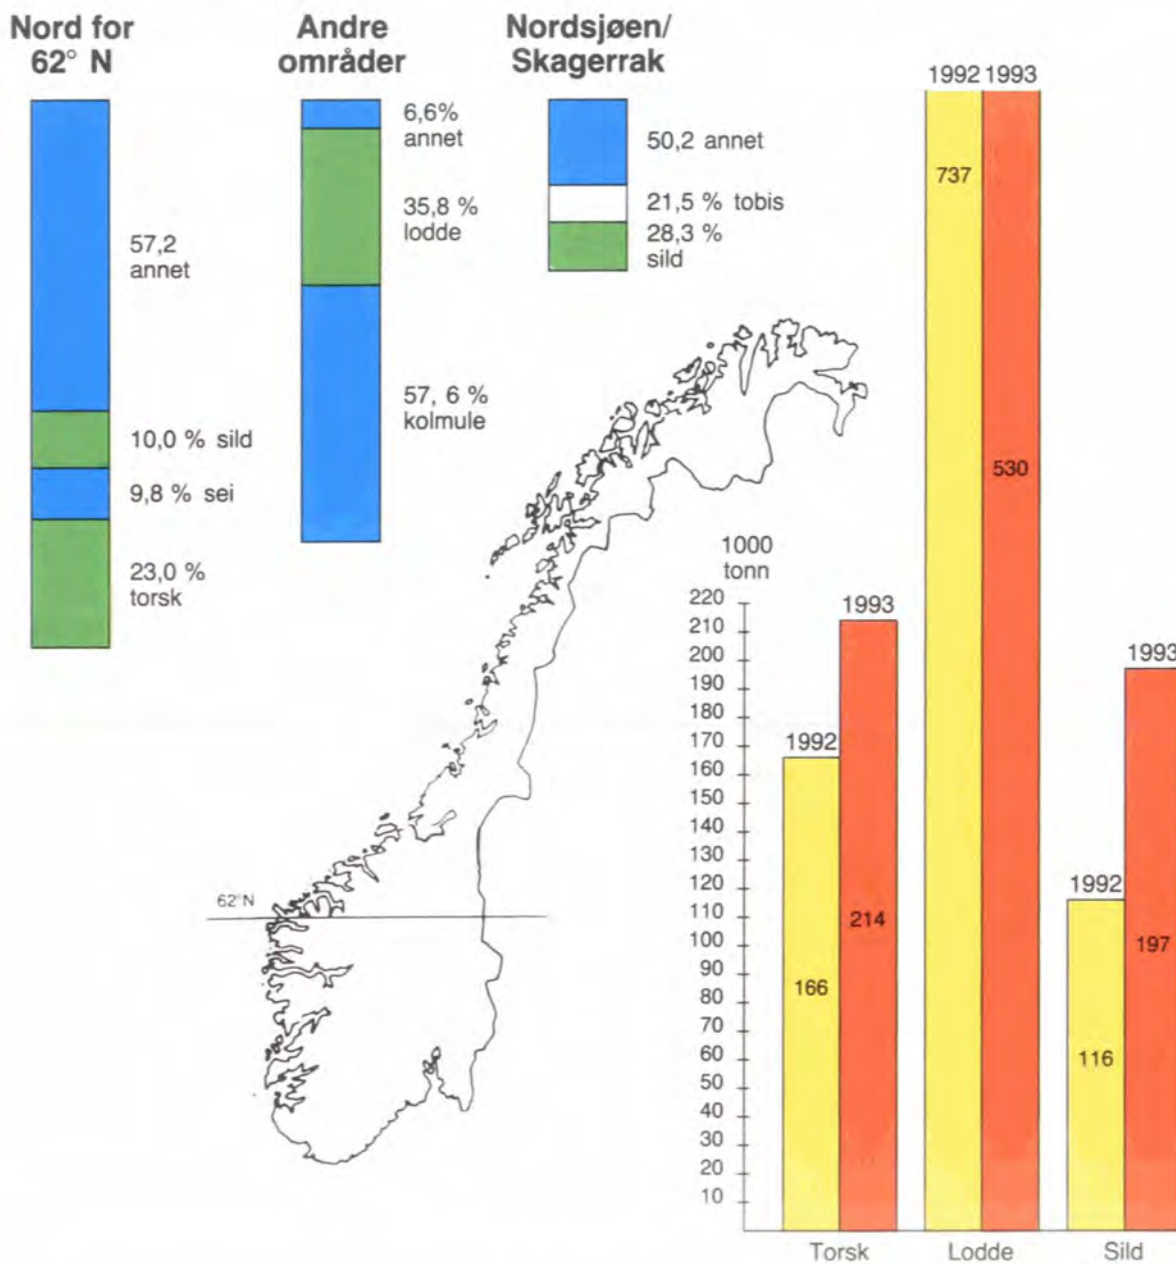 Nord for
62° N
57,2
annet
10,0 % sild
9,8 % sei
23,0 %
torsk
Andre
områder
6,6%
annet
35,8 %
lodde
57, 6 %
kolmule
Nordsjøen/
Skagerrak
50,2 annet
21,5 % tobis
28,3 %
sild
62°N
1000
tonn
220
210
200
190
180
170
160
150
140
130
120
110
100
90
80
70
60
50
40
30
20
10
1992
166
1993
214
Torsk
1992 1993
737
530
Lodde
1992
116
1993
197
Sild